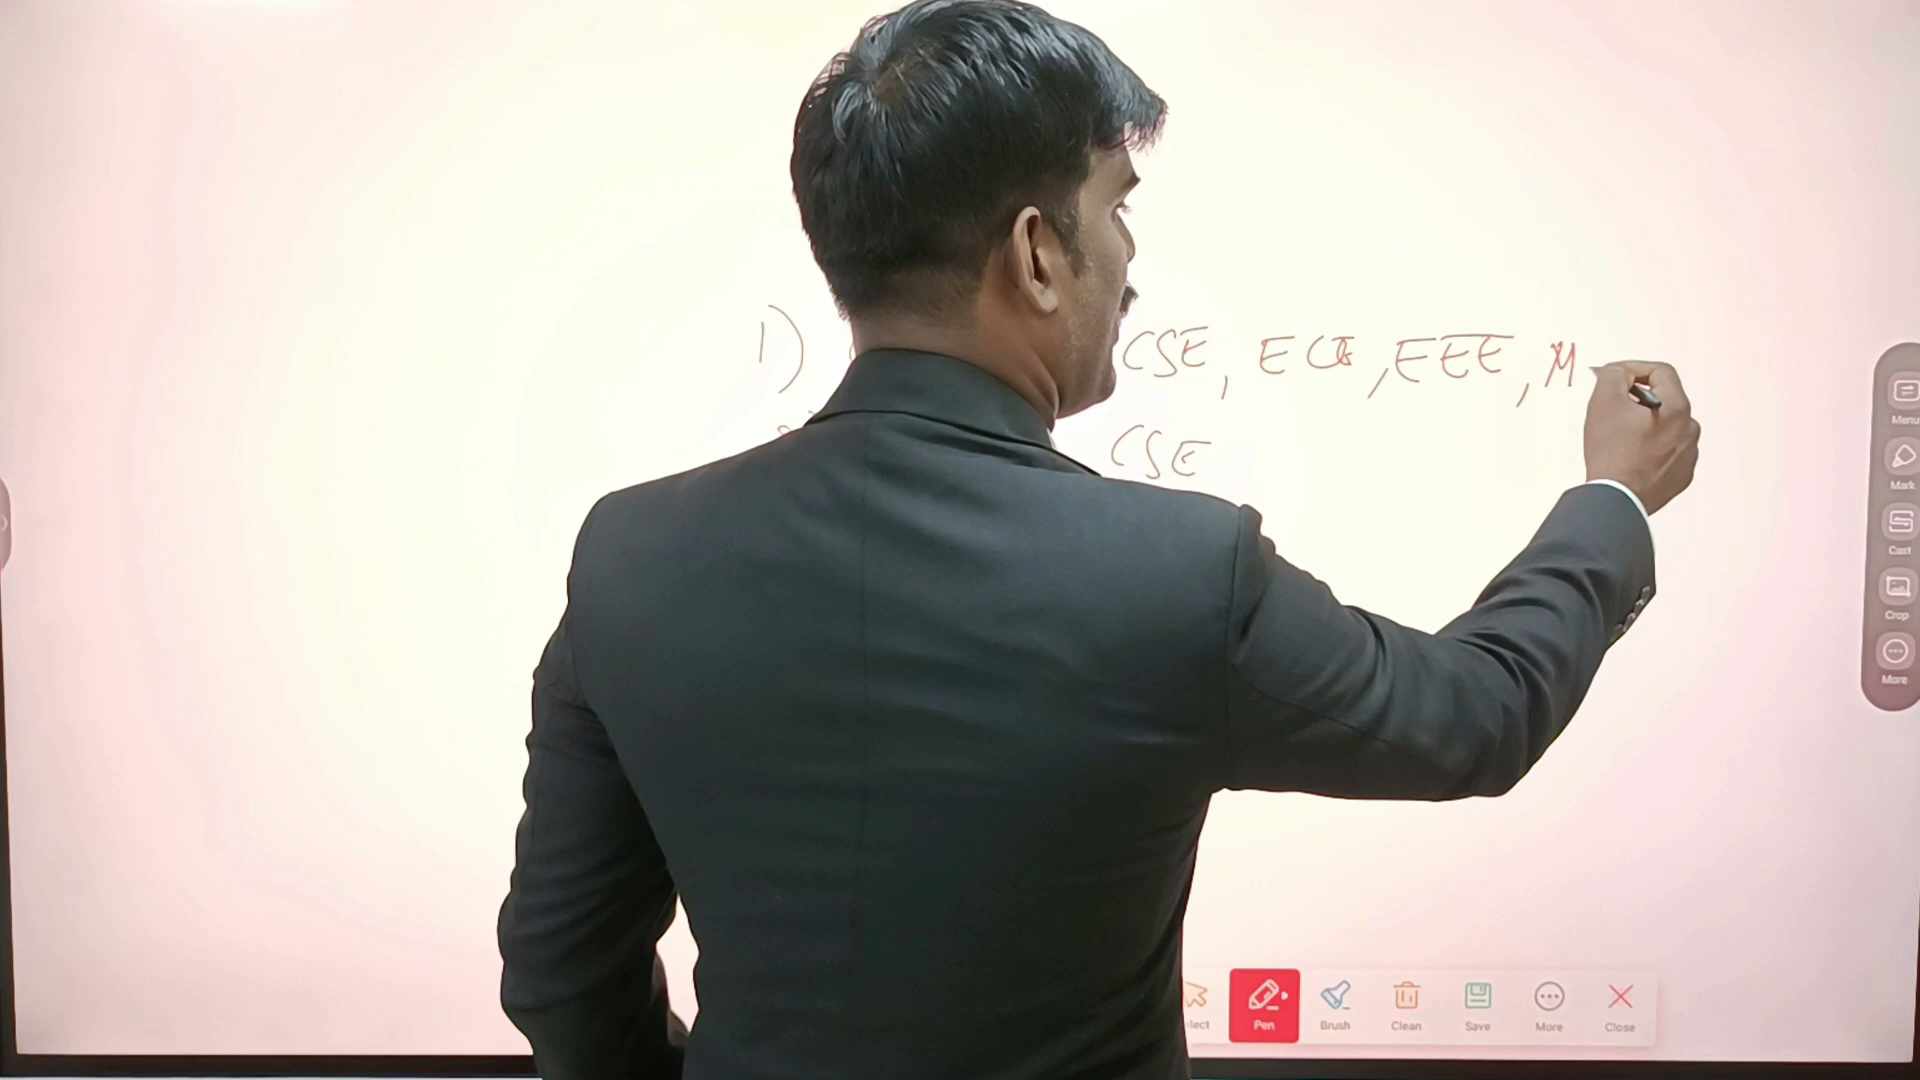 1) CSE, ECE, EEE, M
CSE
Menu
Mark
Cast
Crop
More
Pen Brush Clean Save More Close